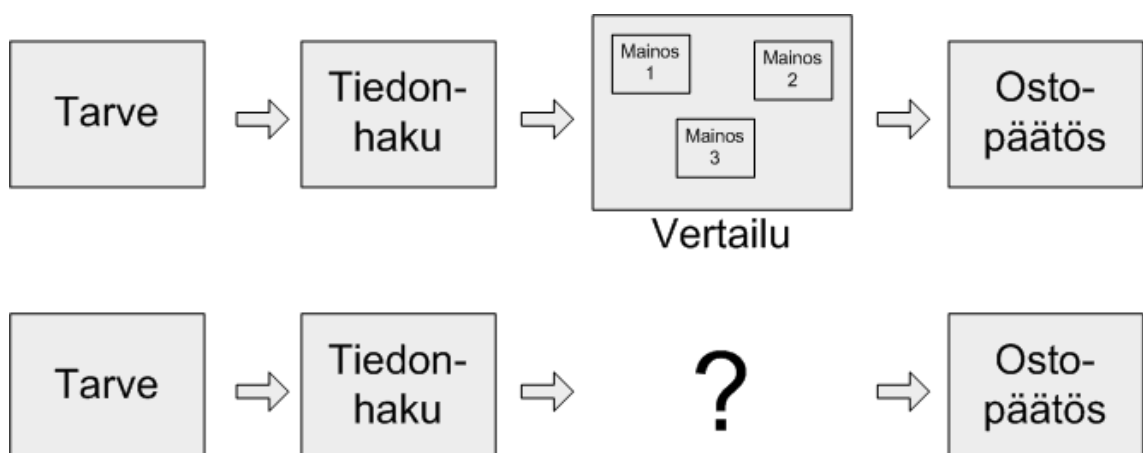 Tarve
Tiedon-
haku
Mainos
1
Mainos
2
Mainos
3
Vertailu
Osto-
päätös
Tarve
Tiedon-
haku
?
Osto-
päätös